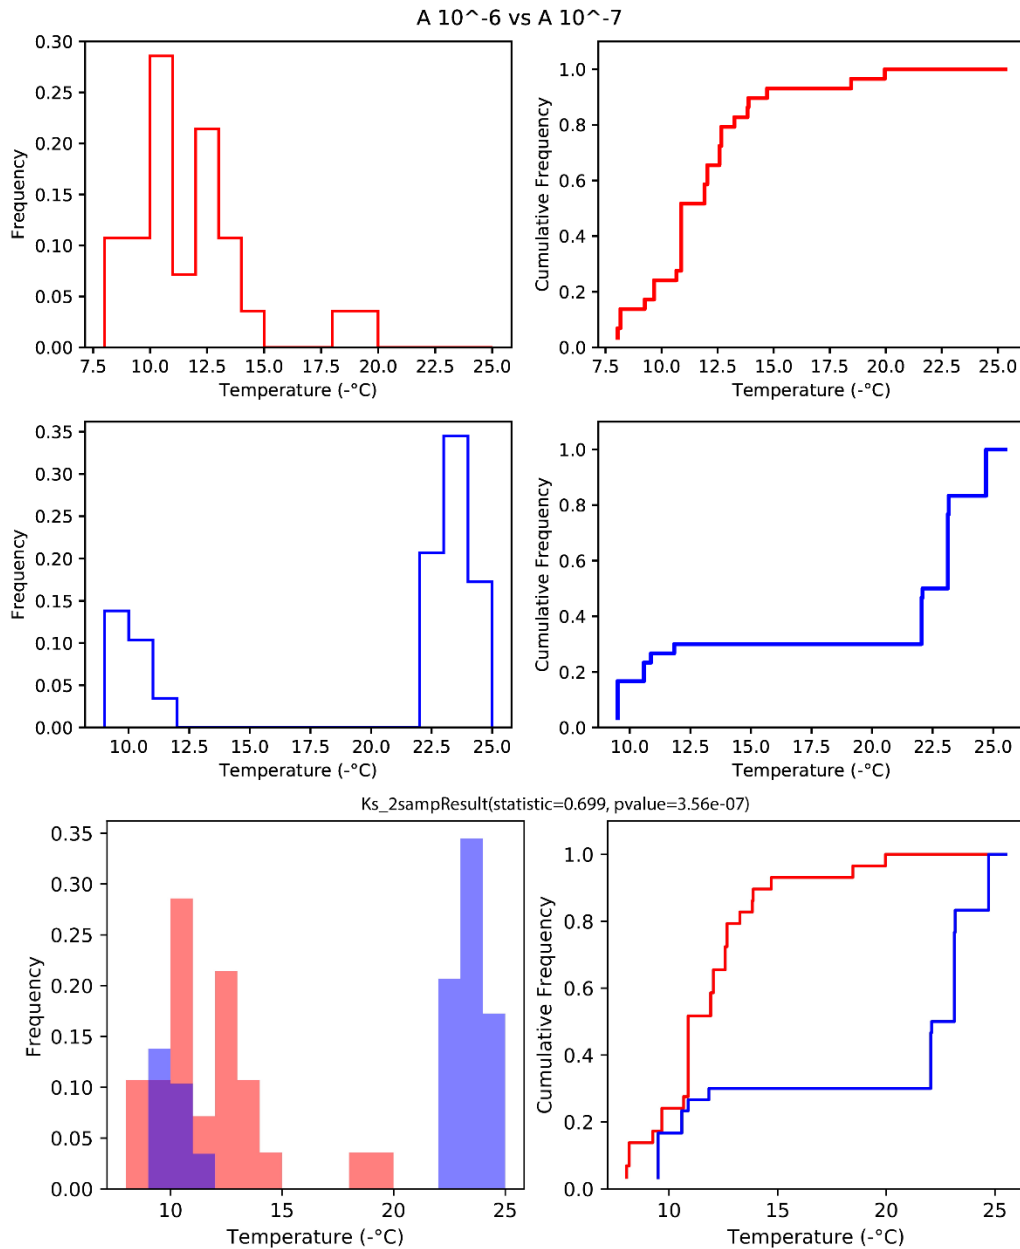 A 10^-6 vs A 10^-7
0.30
0.25
0.20
0.15
0.10
0.05
0.00
Frequency
7.5 10.0 12.5 15.0 17.5 20.0 22.5 25.0
Temperature (-°C)
1.0
0.8
0.6
0.4
0.2
0.0
Cumulative Frequency
7.5 10.0 12.5 15.0 17.5 20.0 22.5 25.0
Temperature (-°C)
0.35
0.30
0.25
0.20
0.15
0.10
0.05
0.00
Frequency
10.0 12.5 15.0 17.5 20.0 22.5 25.0
Temperature (-°C)
1.0
0.8
0.6
0.4
0.2
0.0
Cumulative Frequency
10.0 12.5 15.0 17.5 20.0 22.5 25.0
Temperature (-°C)
Ks_2sampResult(statistic=0.699, pvalue=3.56e-07)
0.35
0.30
0.25
0.20
0.15
0.10
0.05
0.00
Frequency
10 15 20 25
Temperature (-°C)
1.0
0.8
0.6
0.4
0.2
0.0
Cumulative Frequency
10 15 20 25
Temperature (-°C)